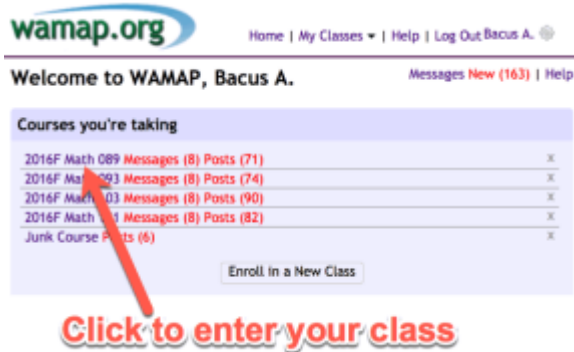 wamap.org
Home | My Classes ▾ | Help | Log Out Bacus A.
Welcome to WAMAP, Bacus A.
Messages New (163) | Help
Courses you're taking
2016F Math 089 Messages (8) Posts (71) x
2016F 093 Messages (8) Posts (74) x
2016F 03 Messages (8) Posts (90) x
2016F Math 1 Messages (8) Posts (82) x
Junk Course (6) x
Enroll in a New Class
Click to enter your class